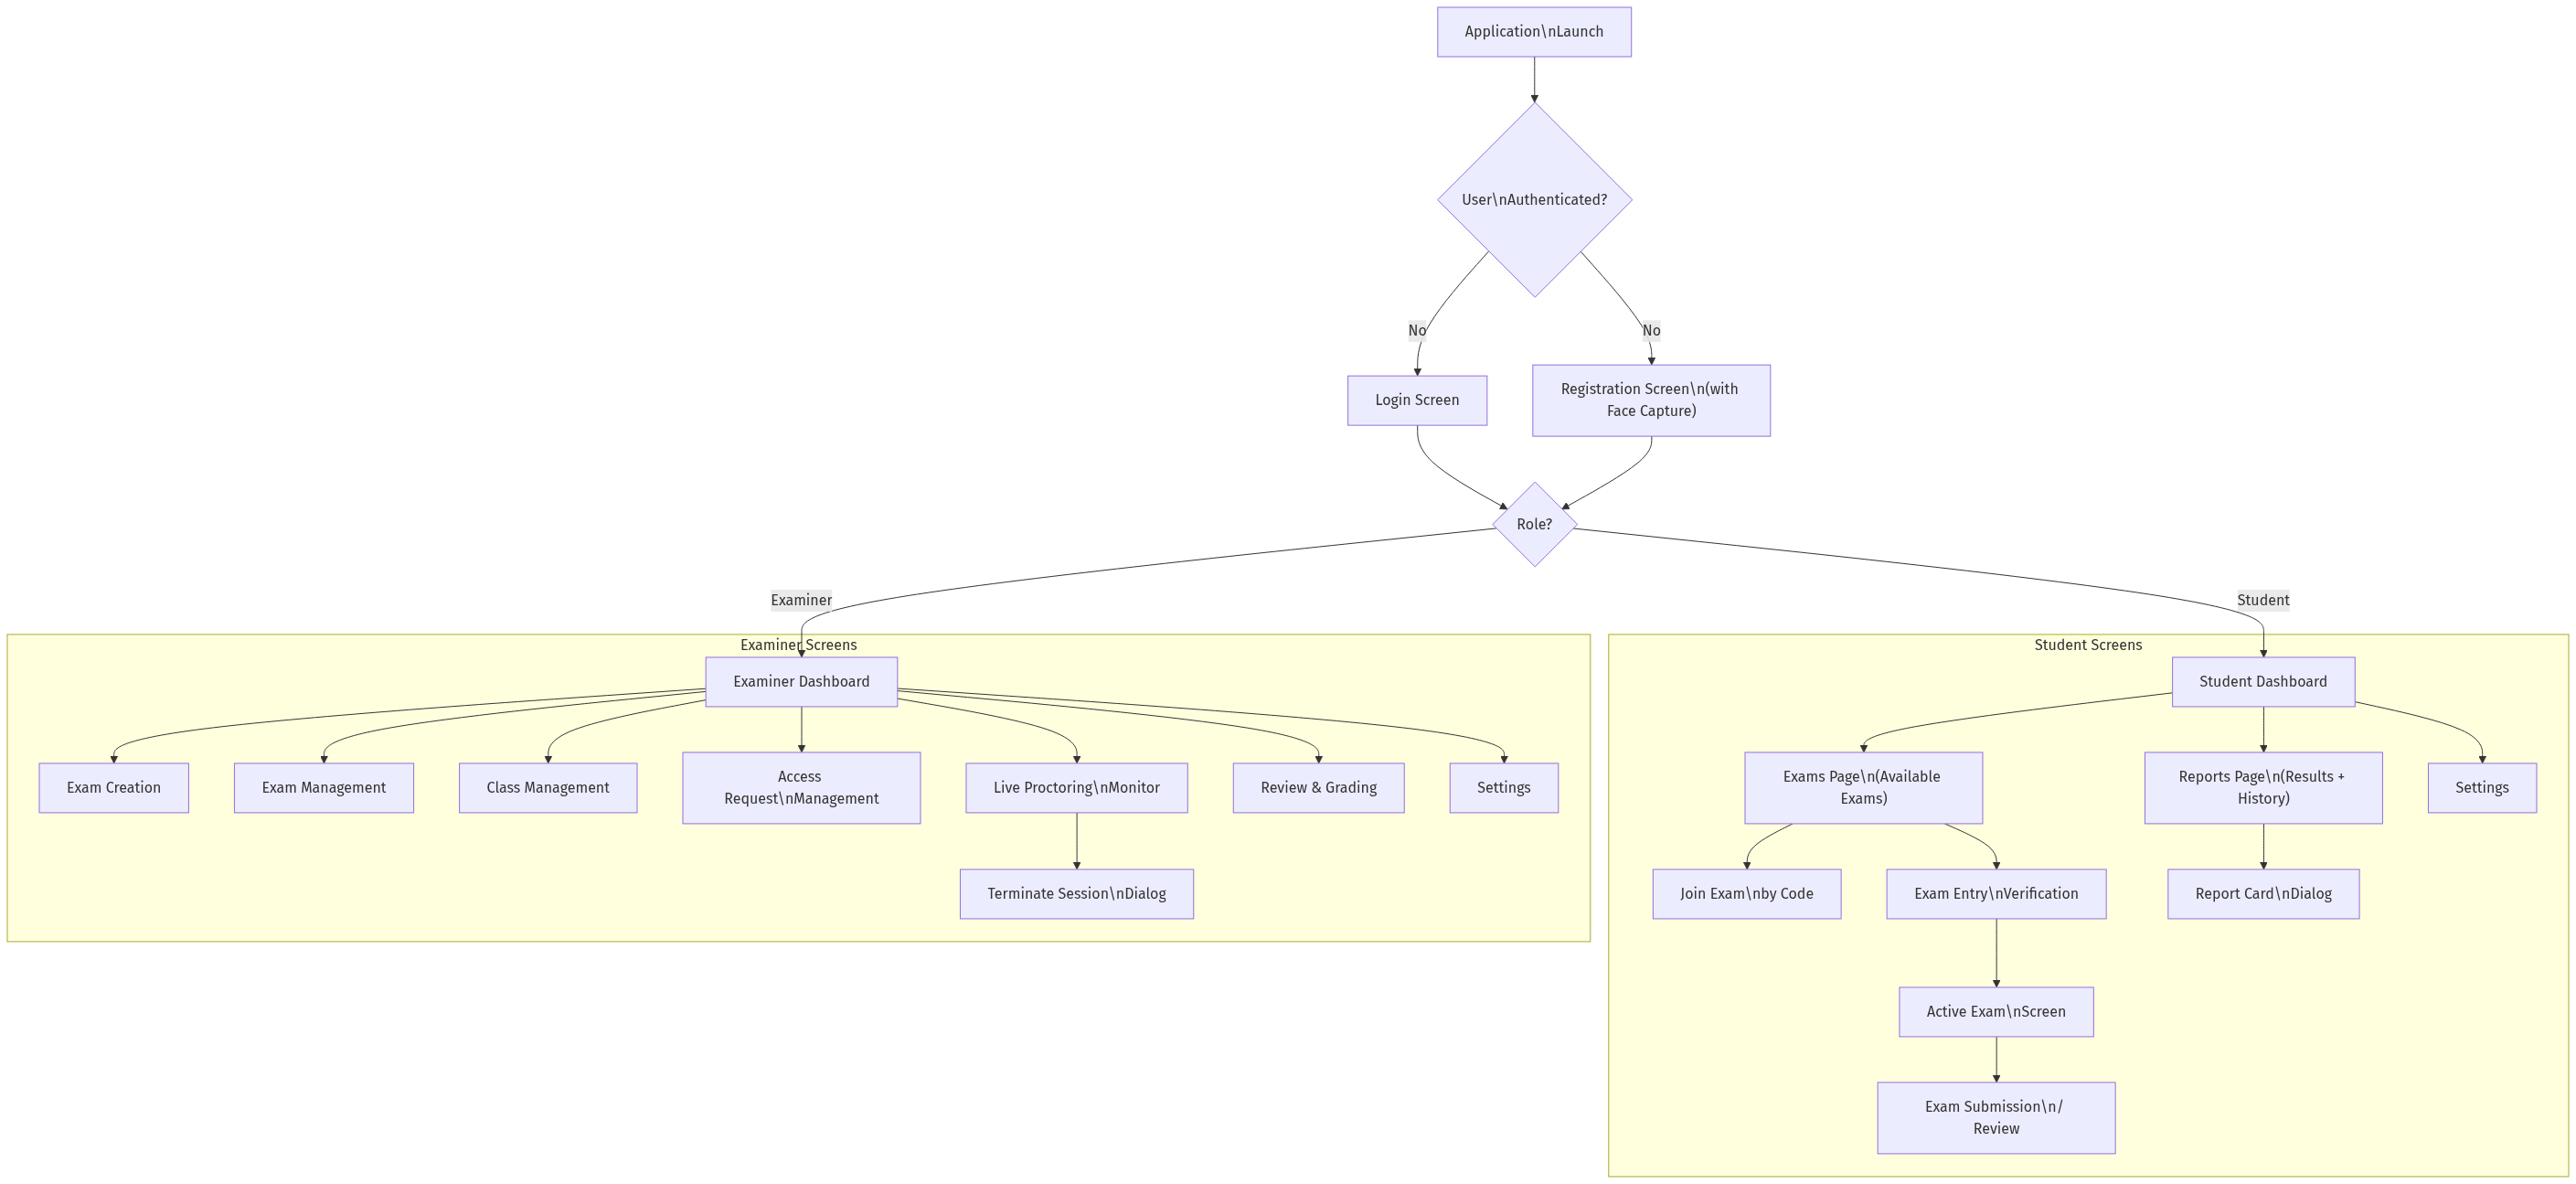 Application\nLaunch
User\nAuthenticated?
No
No
Login Screen
Registration Screen\n(with
Face Capture)
Role?
Examiner
Student
Examiner Screens
Student Screens
Examiner Dashboard
Student Dashboard
Exam Creation
Exam Management
Class Management
Access
Request\nManagement
Live Proctoring\nMonitor
Review & Grading
Settings
Exams Page\n(Available
Exams)
Reports Page\n(Results +
History)
Settings
Terminate Session\nDialog
Join Exam\nby Code
Exam Entry\nVerification
Report Card\nDialog
Active Exam\nScreen
Exam Submission\n/
Review